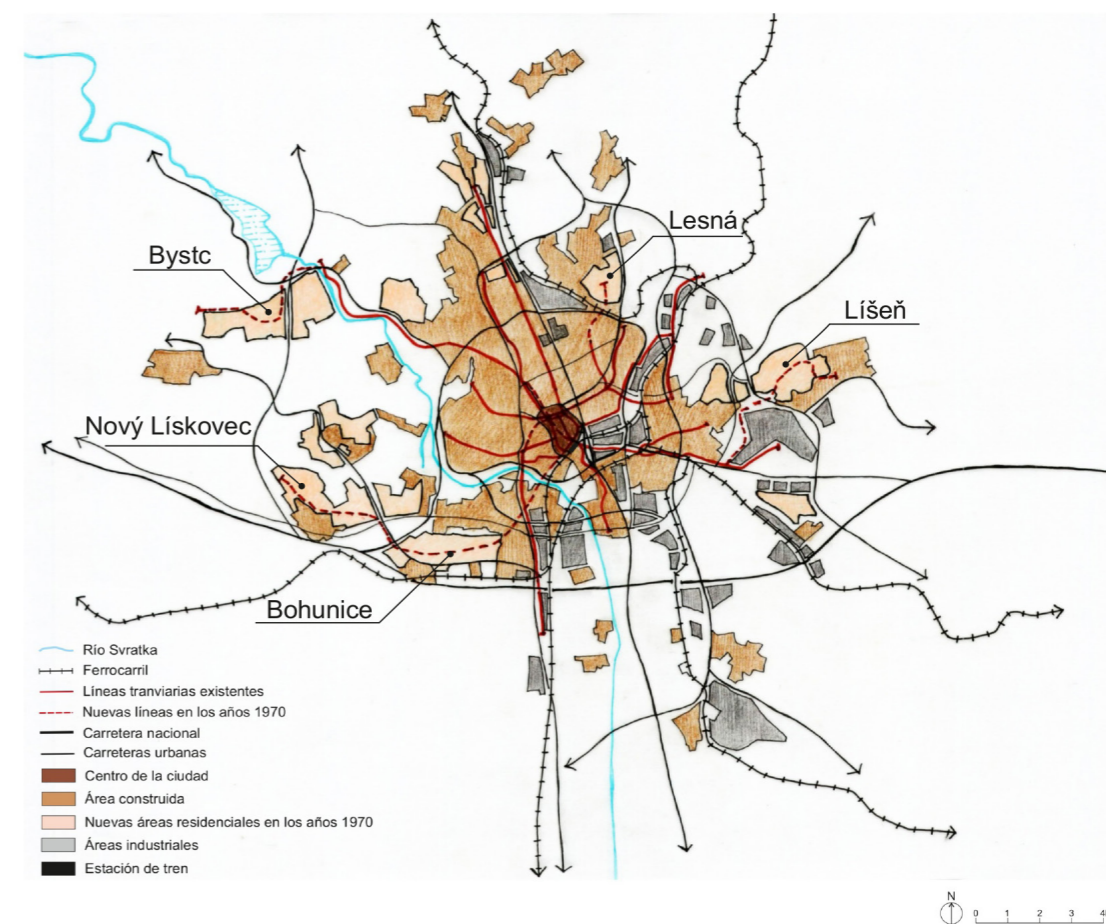 Lesná
Bystc
Líšeň
Nový Lískovec
Bohunice
Río Svratka
Ferrocarril
Líneas tranviarias existentes
Nuevas líneas en los años 1970
Carretera nacional
Carreteras urbanas
Centro de la ciudad
Área construida
Nuevas áreas residenciales en los años 1970
Áreas industriales
Estación de tren
N
0 1 2 3 4